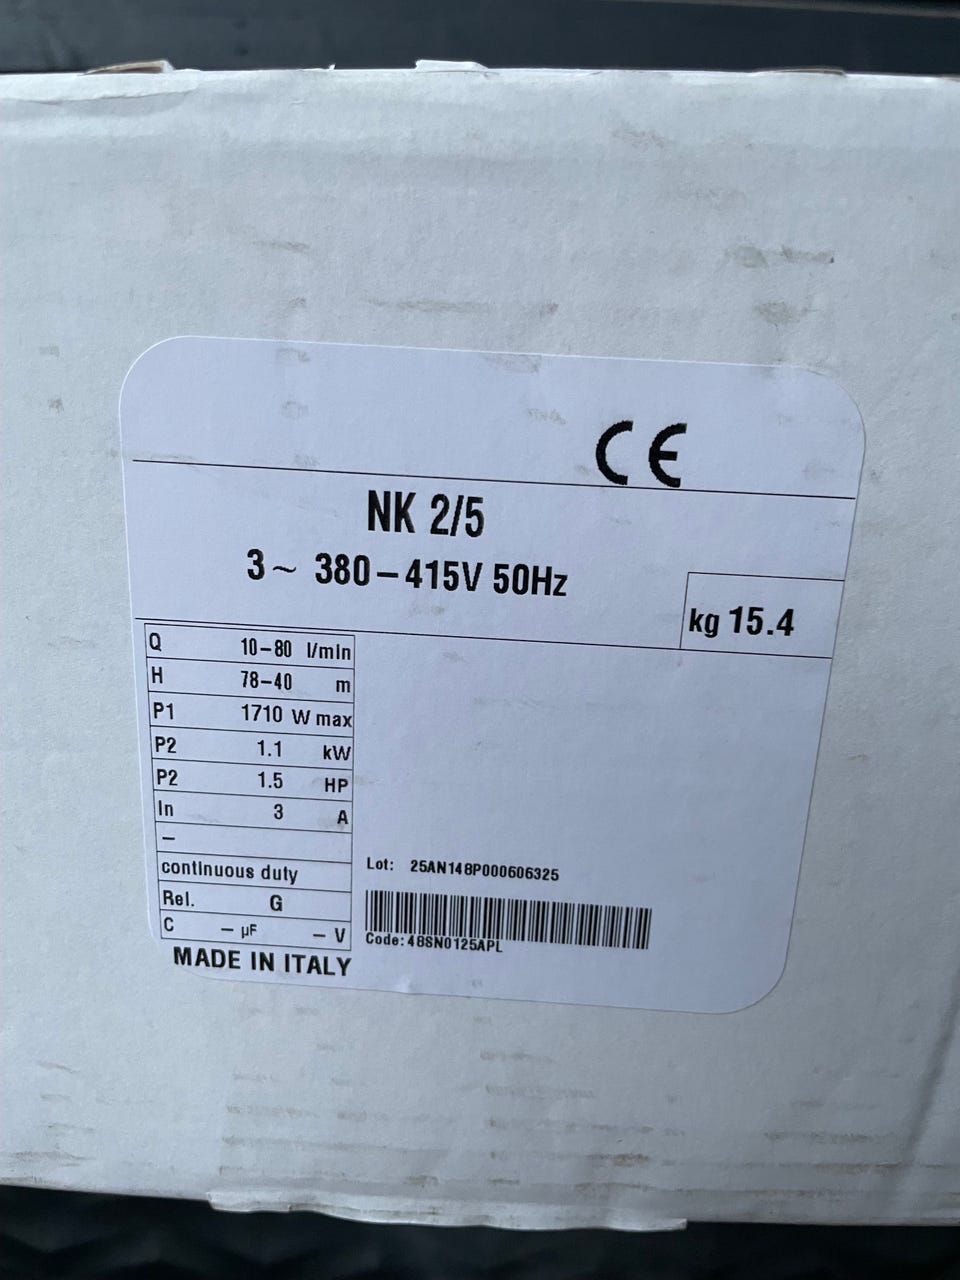 CE
NK 2/5
3~ 380-415V 50Hz
kg 15.4
Q 10-80 l/min
H 78-40 m
P1 1710 W max
P2 1.1 kW
P2 1.5 HP
In 3 A
-
continuous duty
Rel. G
C - µF - V
MADE IN ITALY
Lot: 25AN148P000606325
Code: 48SN0125APL